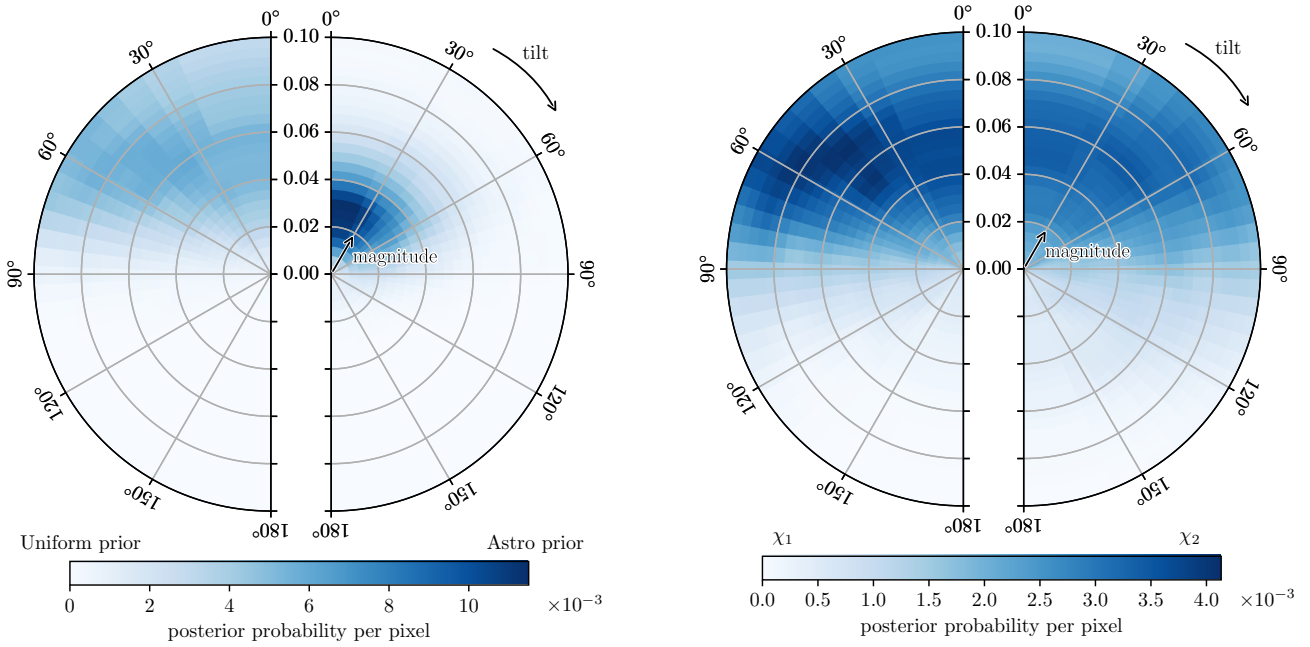 0° 0°
30° 0.10 30° tilt
0.08
60° 0.06 60°
0.04
0.02
magnitude
90° 0.00 90°
120° 120°
150° 150°
180° 180°
Uniform prior Astro prior
0 2 4 6 8 10 ×10⁻³
posterior probability per pixel
0° 0°
30° 0.10 30° tilt
0.08
60° 0.06 60°
0.04
0.02
magnitude
90° 0.00 90°
120° 120°
150° 150°
180° 180°
χ₁ χ₂
0.0 0.5 1.0 1.5 2.0 2.5 3.0 3.5 4.0 ×10⁻³
posterior probability per pixel